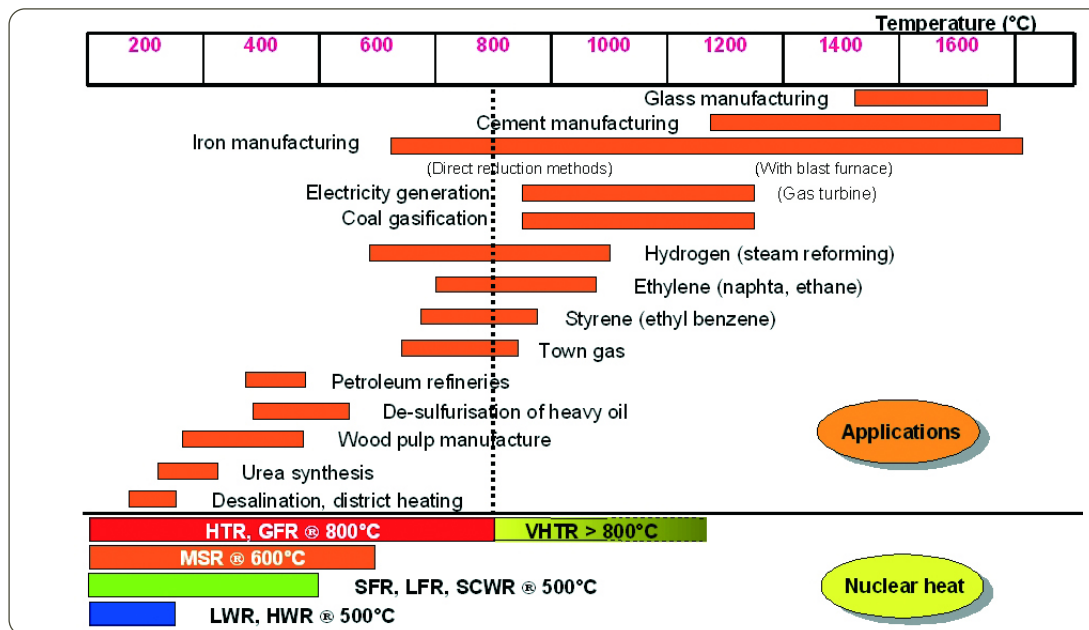 Temperature (°C)
200 400 600 800 1000 1200 1400 1600
Glass manufacturing
Cement manufacturing
Iron manufacturing
(Direct reduction methods) (With blast furnace)
Electricity generation (Gas turbine)
Coal gasification
Hydrogen (steam reforming)
Ethylene (naphta, ethane)
Styrene (ethyl benzene)
Town gas
Petroleum refineries
De-sulfurisation of heavy oil
Applications
Wood pulp manufacture
Urea synthesis
Desalination, district heating
HTR, GFR ® 800°C VHTR > 800°C
MSR ® 600°C
SFR, LFR, SCWR ® 500°C
Nuclear heat
LWR, HWR ® 500°C